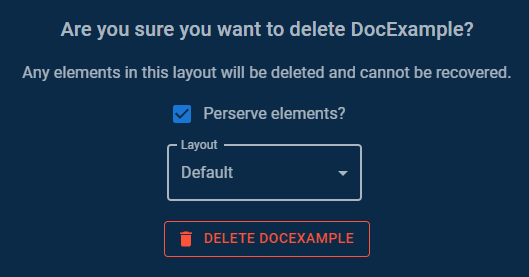 Are you sure you want to delete DocExample?
Any elements in this layout will be deleted and cannot be recovered.
Perserve elements?
Layout
Default
DELETE DOCEXAMPLE